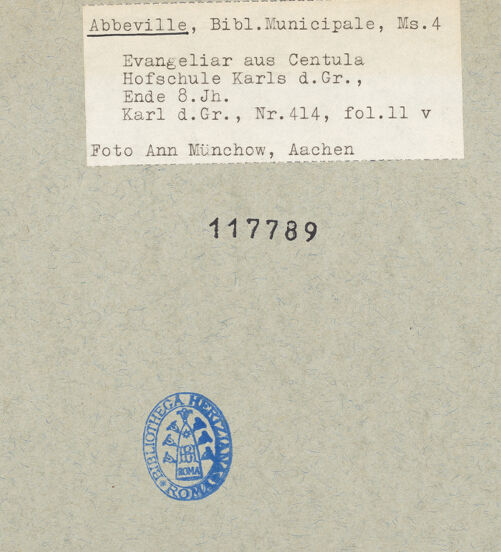 Abbeville, Bibl.Municipale, Ms.4
Evangeliar aus Centula
Hofschule Karls d.Gr.,
Ende 8.Jh.
Karl d.Gr., Nr.414, fol.11 v
Foto Ann Münchow, Aachen
117789
BIBLIOTHECA HERTZIANA
ROMA
ROMA